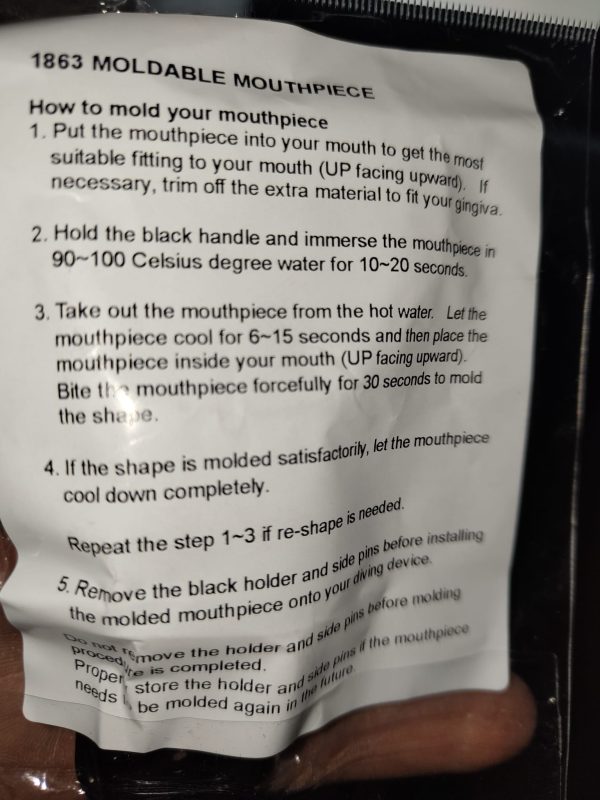 1863 MOLDABLE MOUTHPIECE
How to mold your mouthpiece
1. Put the mouthpiece into your mouth to get the most
suitable fitting to your mouth (UP facing upward). If
necessary, trim off the extra material to fit your gingiva.
2. Hold the black handle and immerse the mouthpiece in
90~100 Celsius degree water for 10~20 seconds.
3. Take out the mouthpiece from the hot water. Let the
mouthpiece cool for 6~15 seconds and then place the
mouthpiece inside your mouth (UP facing upward).
Bite the mouthpiece forcefully for 30 seconds to mold
the shape.
4. If the shape is molded satisfactorily, let the mouthpiece
cool down completely.
Repeat the step 1~3 if re-shape is needed.
5. Remove the black holder and side pins before installing
the molded mouthpiece onto your diving device.
Do not remove the holder and side pins before molding
procedure is completed.
store the holder and side pins if the mouthpiece
needs be molded again in the future.